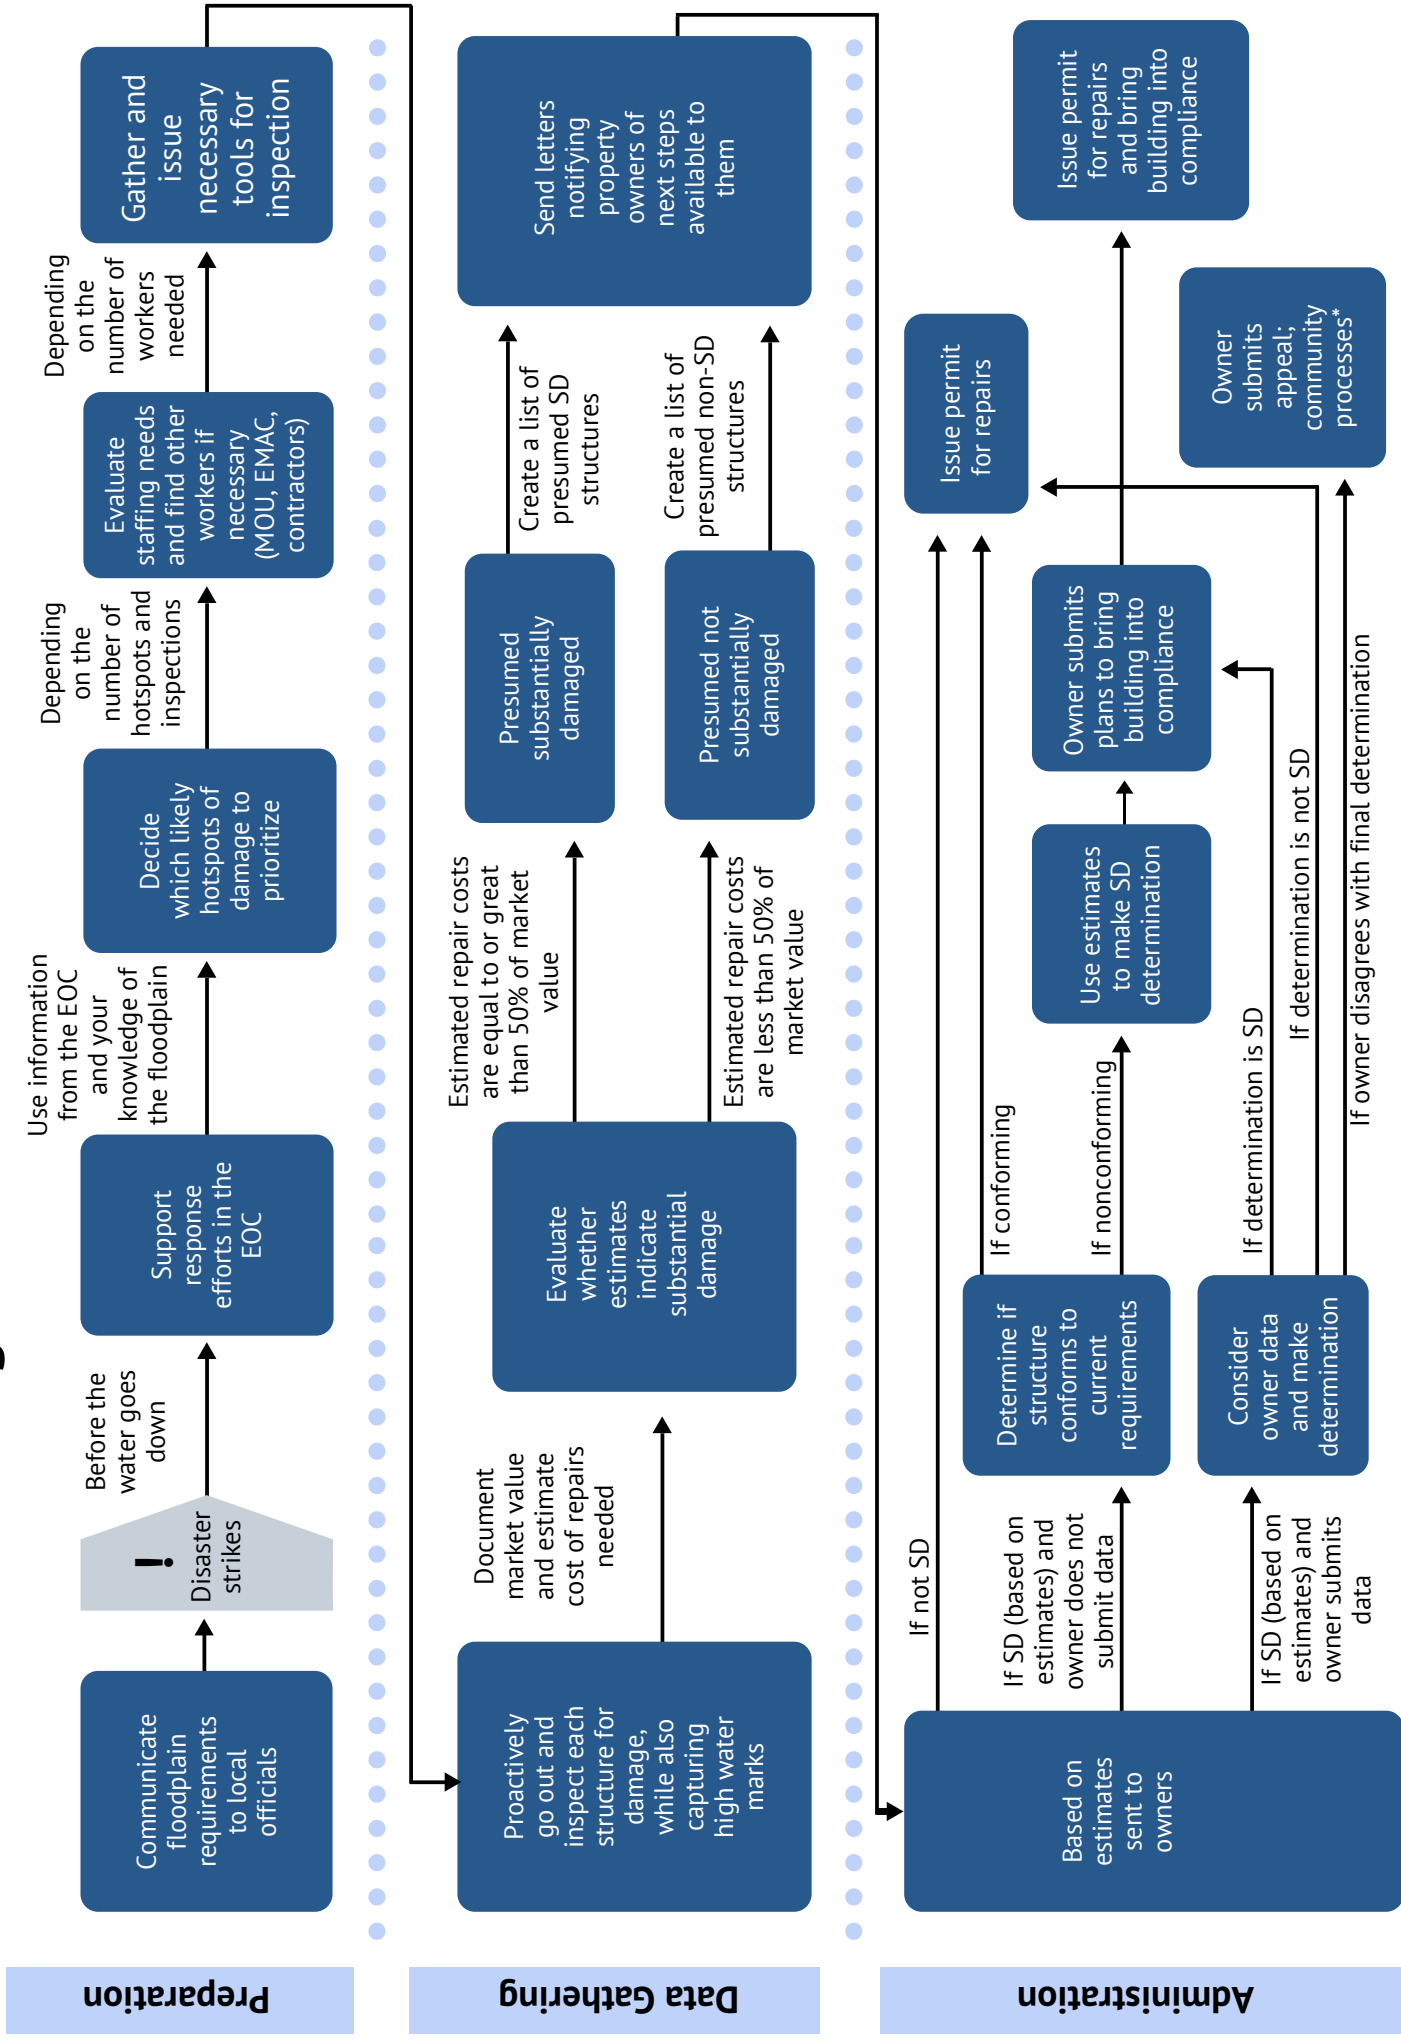 Preparation
Communicate
floodplain
requirements
to local
officials
!
Disaster
strikes
Before the
water goes
down
Support
response
efforts in the
EOC
Use information
from the EOC
and your
knowledge of
the floodplain
Decide
which likely
hotspots of
damage to
prioritize
Depending
on the
number of
hotspots and
inspections
Evaluate
staffing needs
and find other
workers if
necessary
(MOU, EMAC,
contractors)
Depending
on the
number of
workers
needed
Gather and
issue
necessary
tools for
inspection
Data Gathering
Proactively
go out and
inspect each
structure for
damage,
while also
capturing
high water
marks
Document
market value
and estimate
cost of repairs
needed
Evaluate
whether
estimates
indicate
substantial
damage
Estimated repair costs
are equal to or great
than 50% of market
value
Estimated repair costs
are less than 50% of
market value
Presumed
substantially
damaged
Presumed not
substantially
damaged
Create a list of
presumed SD
structures
Create a list of
presumed non-SD
structures
Send letters
notifying
property
owners of
next steps
available to
them
Administration
Based on
estimates
sent to
owners
If not SD
If SD (based on
estimates) and
owner does not
submit data
If SD (based on
estimates) and
owner submits
data
Determine if
structure
conforms to
current
requirements
Consider
owner data
and make
determination
If conforming
If nonconforming
If determination is SD
If determination is not SD
If owner disagrees with final determination
Use estimates
to make SD
determination
Owner submits
plans to bring
building into
compliance
Issue permit
for repairs
Owner
submits
appeal;
community
processes*
Issue permit
for repairs
and bring
building into
compliance